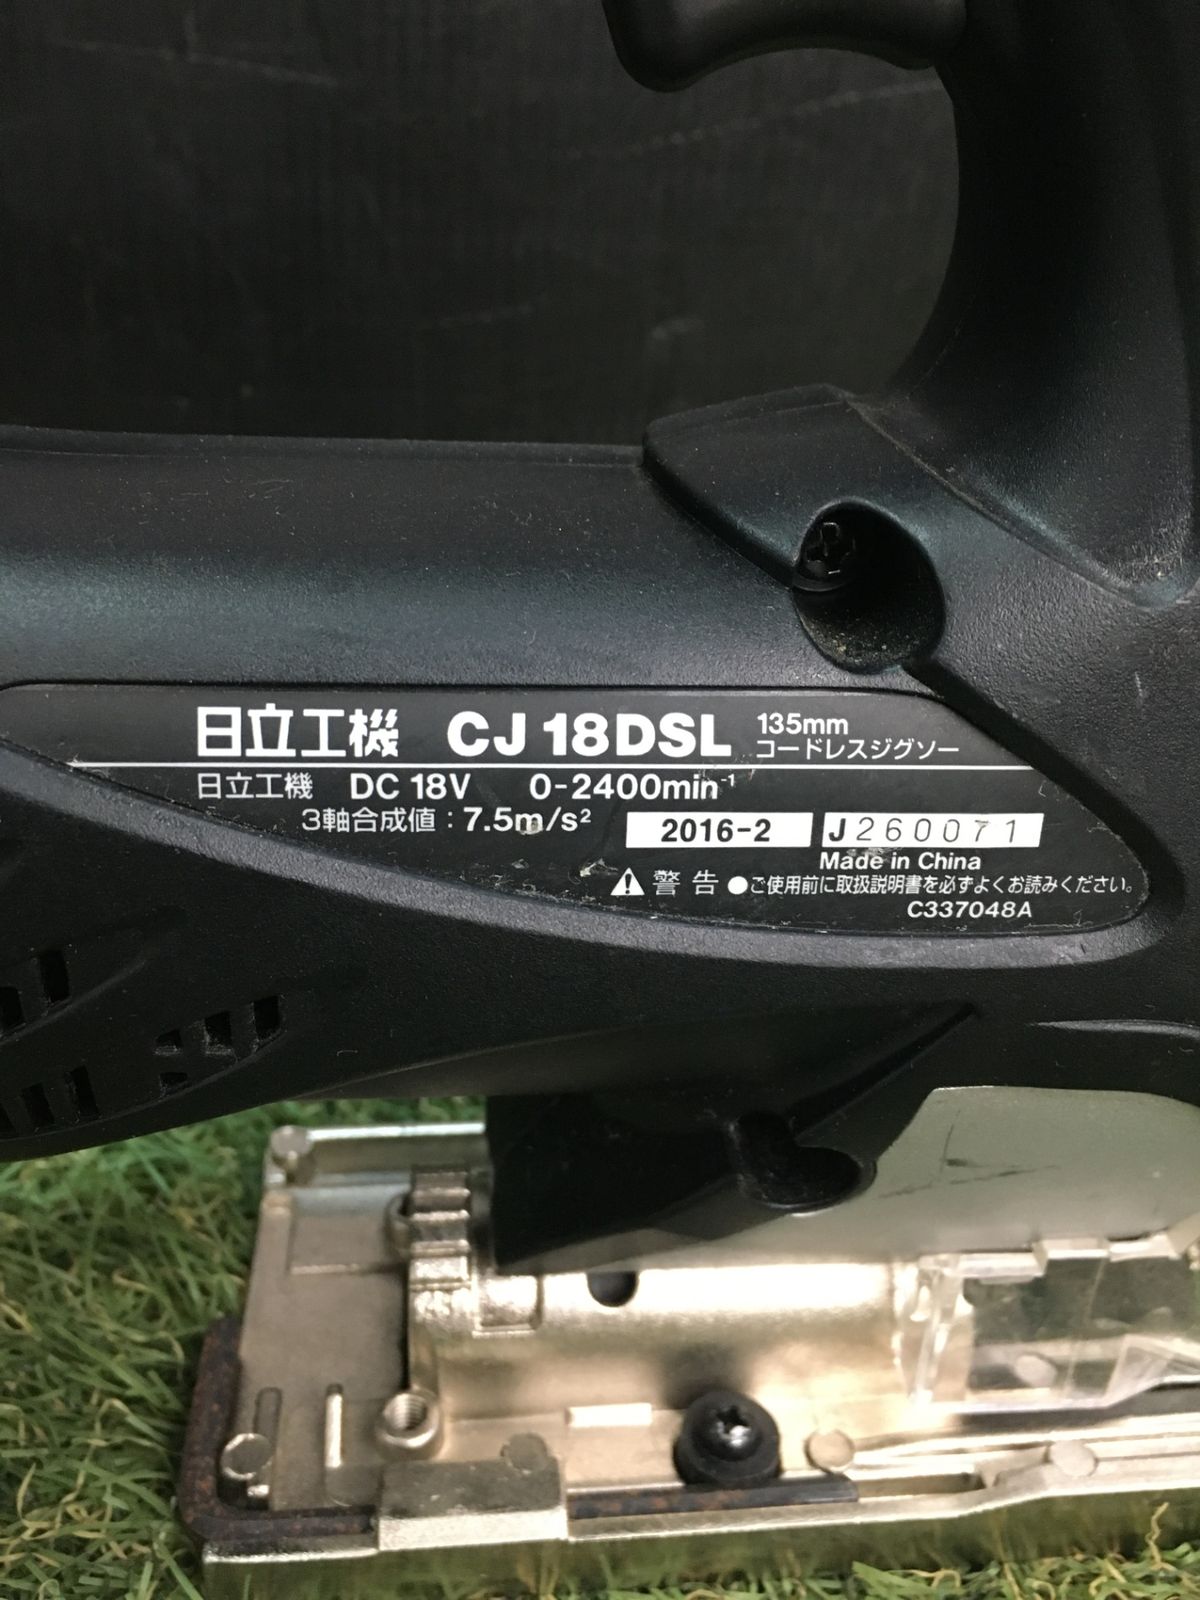 日立工機 CJ 18DSL 135mm
コードレスジグソー
日立工機 DC 18V 0-2400min⁻¹
3軸合成値：7.5m/s²
2016-2 J260071
Made in China
⚠警告 ●ご使用前に取扱説明書を必ずよくお読みください。
C337048A